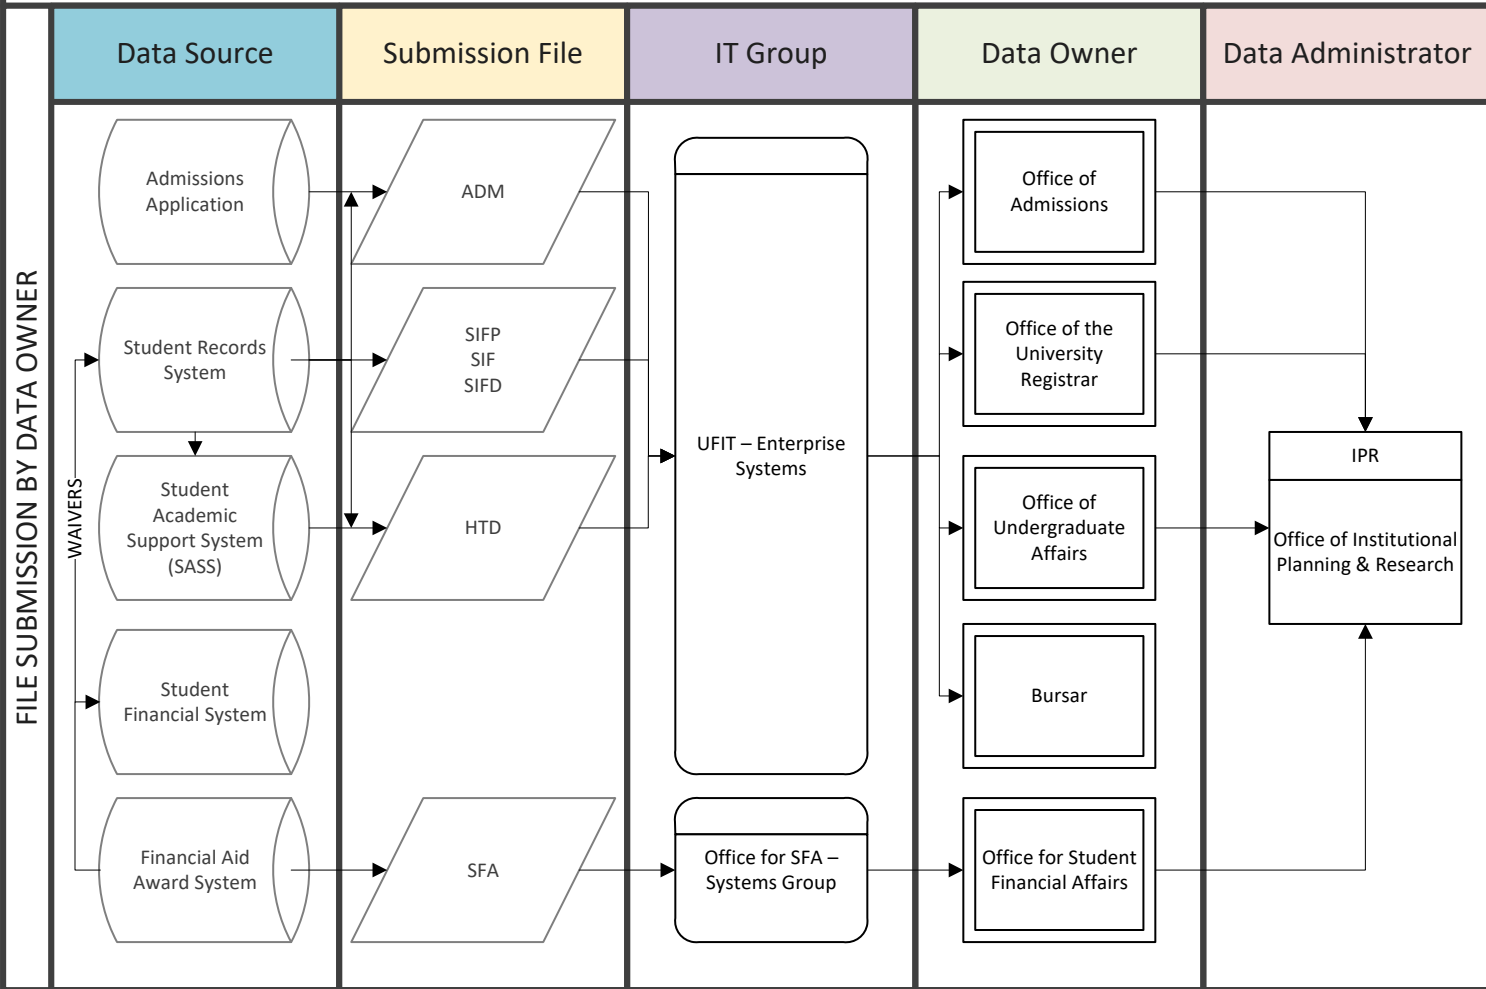 Data Source
Submission File
IT Group
Data Owner
Data Administrator
FILE SUBMISSION BY DATA OWNER
Admissions
Application
ADM
Office of
Admissions
Student Records
System
SIFP
SIF
SIFD
Office of the
University
Registrar
UFIT – Enterprise
Systems
IPR
Office of Institutional
Planning & Research
WAIVERS
Student
Academic
Support System
(SASS)
HTD
Office of
Undergraduate
Affairs
Student
Financial System
Bursar
Financial Aid
Award System
SFA
Office for SFA –
Systems Group
Office for Student
Financial Affairs